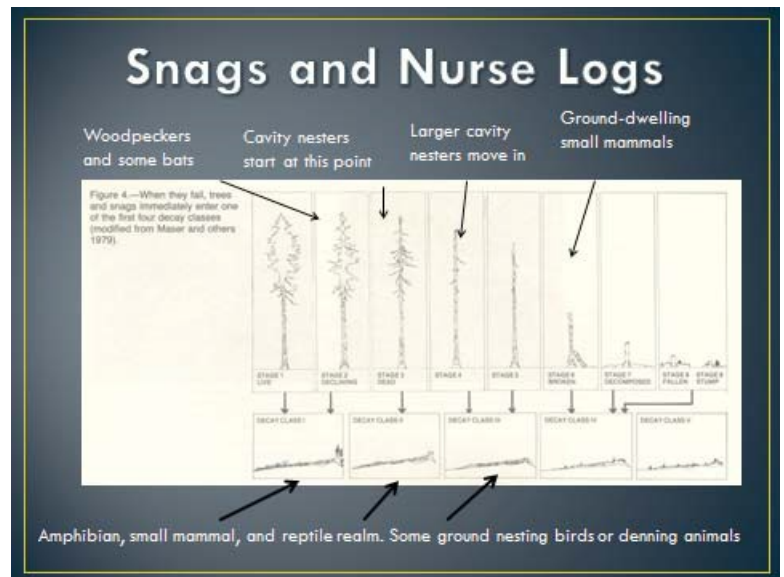 Snags and Nurse Logs
Woodpeckers
and some bats
Cavity nesters
start at this point
Larger cavity
nesters move in
Ground-dwelling
small mammals
Figure 4.—When they fall, trees
and snags immediately enter one
of the first four decay classes
(modified from Maser and others
1979).
STAGE 1
LIVE
STAGE 2
DECLINING
STAGE 3
DEAD
STAGE 4
STAGE 5
STAGE 6
BROKEN
STAGE 7
DECOMPOSED
STAGE 8
FALLEN
STAGE 9
STUMP
DECAY CLASS I
DECAY CLASS II
DECAY CLASS III
DECAY CLASS IV
DECAY CLASS V
Amphibian, small mammal, and reptile realm. Some ground nesting birds or denning animals